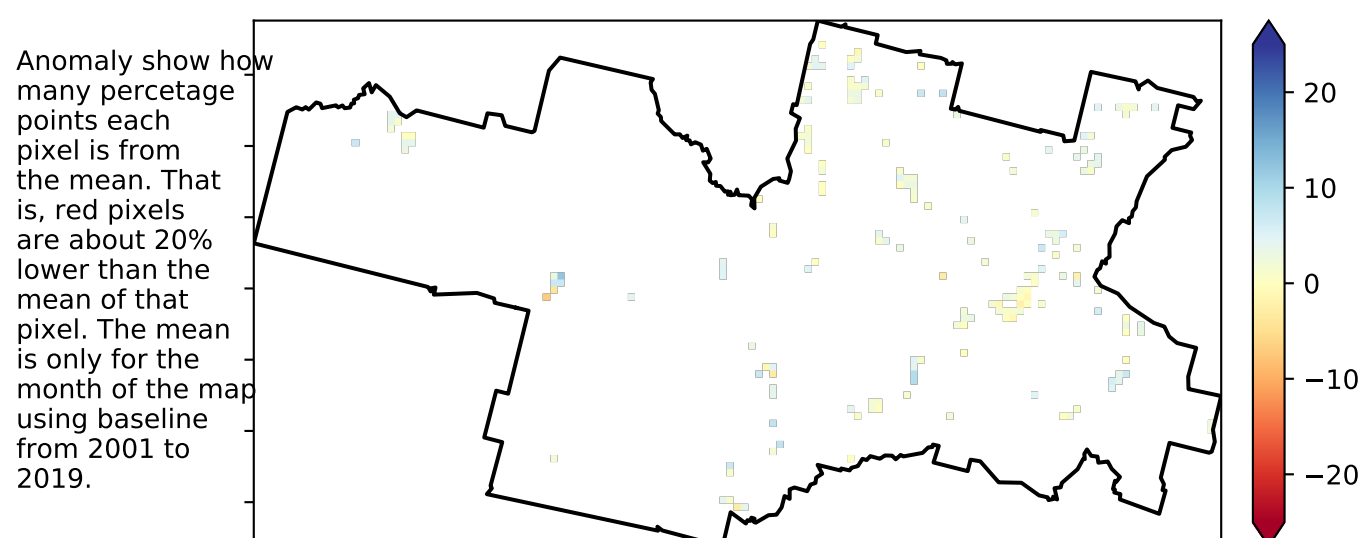 Anomaly show how
many percetage
points each
pixel is from
the mean. That
is, red pixels
are about 20%
lower than the
mean of that
pixel. The mean
is only for the
month of the map
using baseline
from 2001 to
2019.
20
10
0
−10
−20